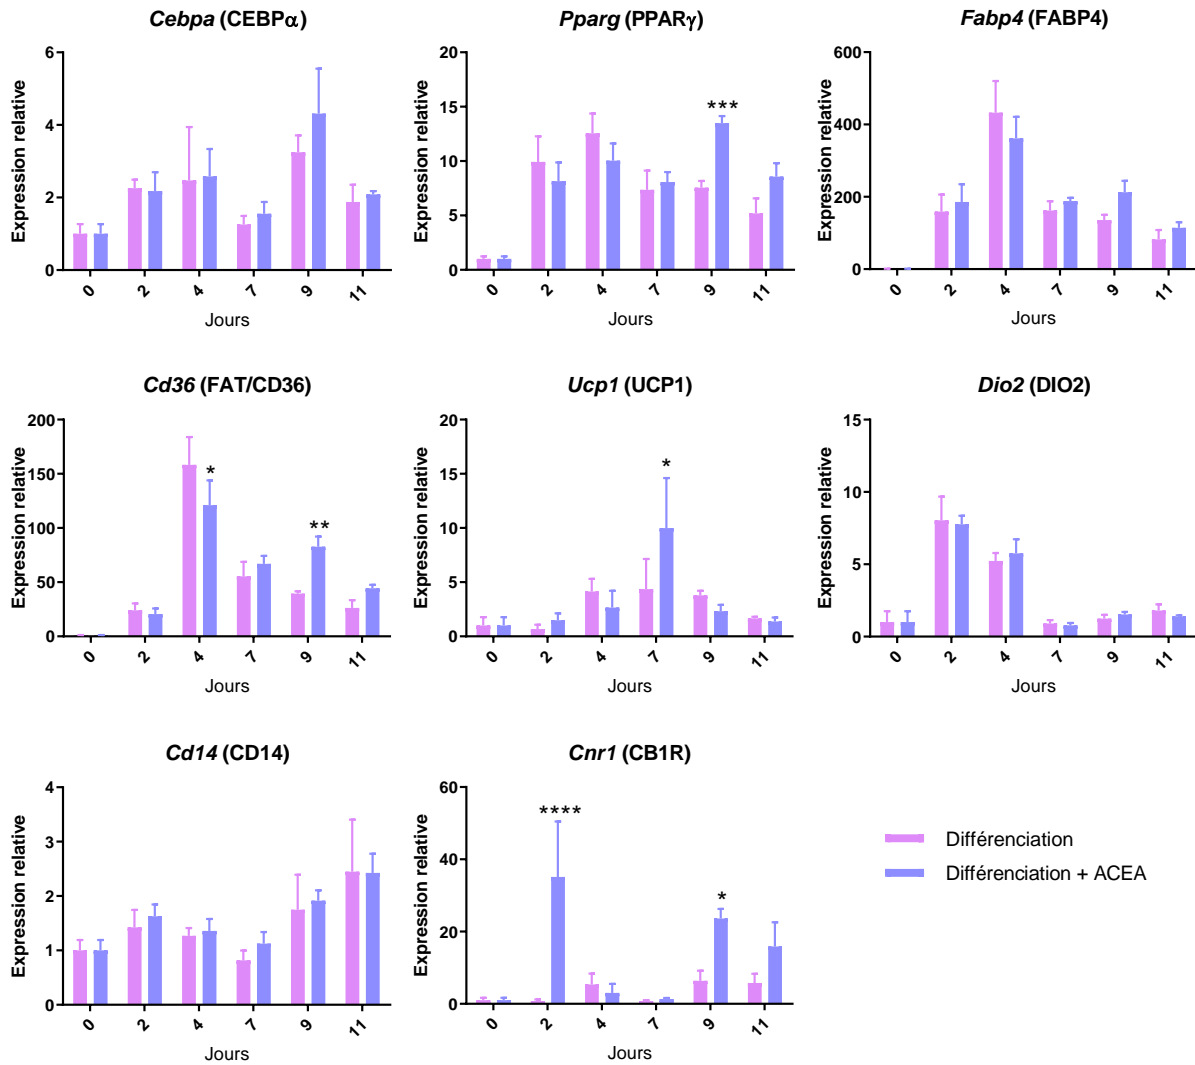 Cebpa (CEBPα)
Expression relative
6
4
2
0
0 2 4 7 9 11
Jours
Pparg (PPARγ)
Expression relative
20
15
10
5
0
***
0 2 4 7 9 11
Jours
Fabp4 (FABP4)
Expression relative
600
400
200
0
0 2 4 7 9 11
Jours
Cd36 (FAT/CD36)
Expression relative
200
150
100
50
0
*
**
0 2 4 7 9 11
Jours
Ucp1 (UCP1)
Expression relative
20
15
10
5
0
*
0 2 4 7 9 11
Jours
Dio2 (DIO2)
Expression relative
15
10
5
0
0 2 4 7 9 11
Jours
Cd14 (CD14)
Expression relative
4
3
2
1
0
0 2 4 7 9 11
Jours
Cnr1 (CB1R)
Expression relative
60
40
20
0
****
*
0 2 4 7 9 11
Jours
Différenciation
Différenciation + ACEA